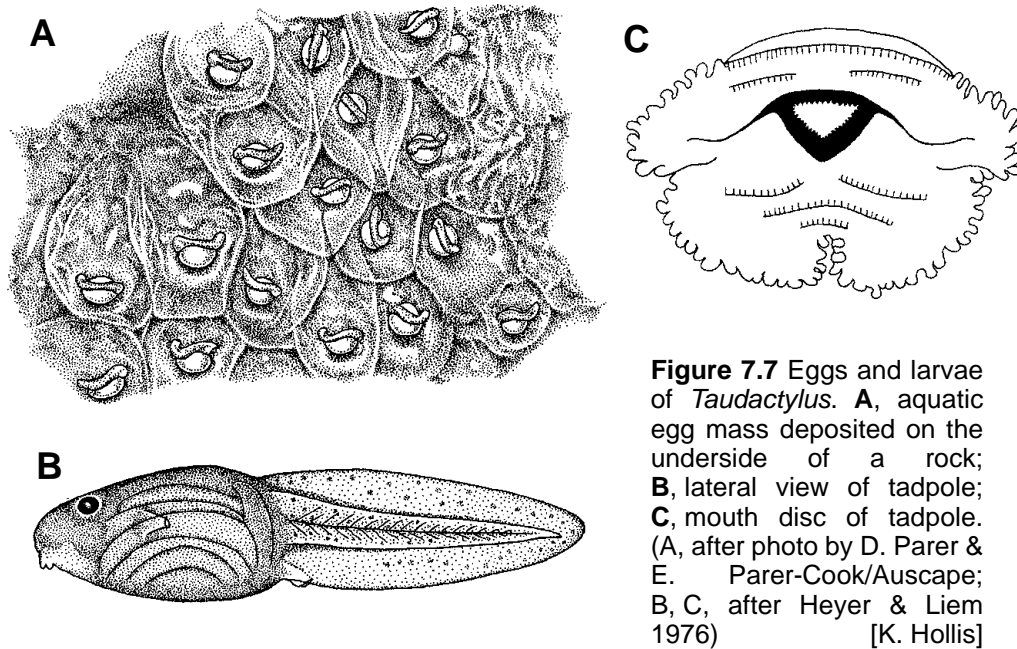 A
C
B
Figure 7.7 Eggs and larvae
of Taudactylus. A, aquatic
egg mass deposited on the
underside of a rock;
B, lateral view of tadpole;
C, mouth disc of tadpole.
(A, after photo by D. Parer &
E. Parer-Cook/Auscape;
B, C, after Heyer & Liem
1976) [K. Hollis]